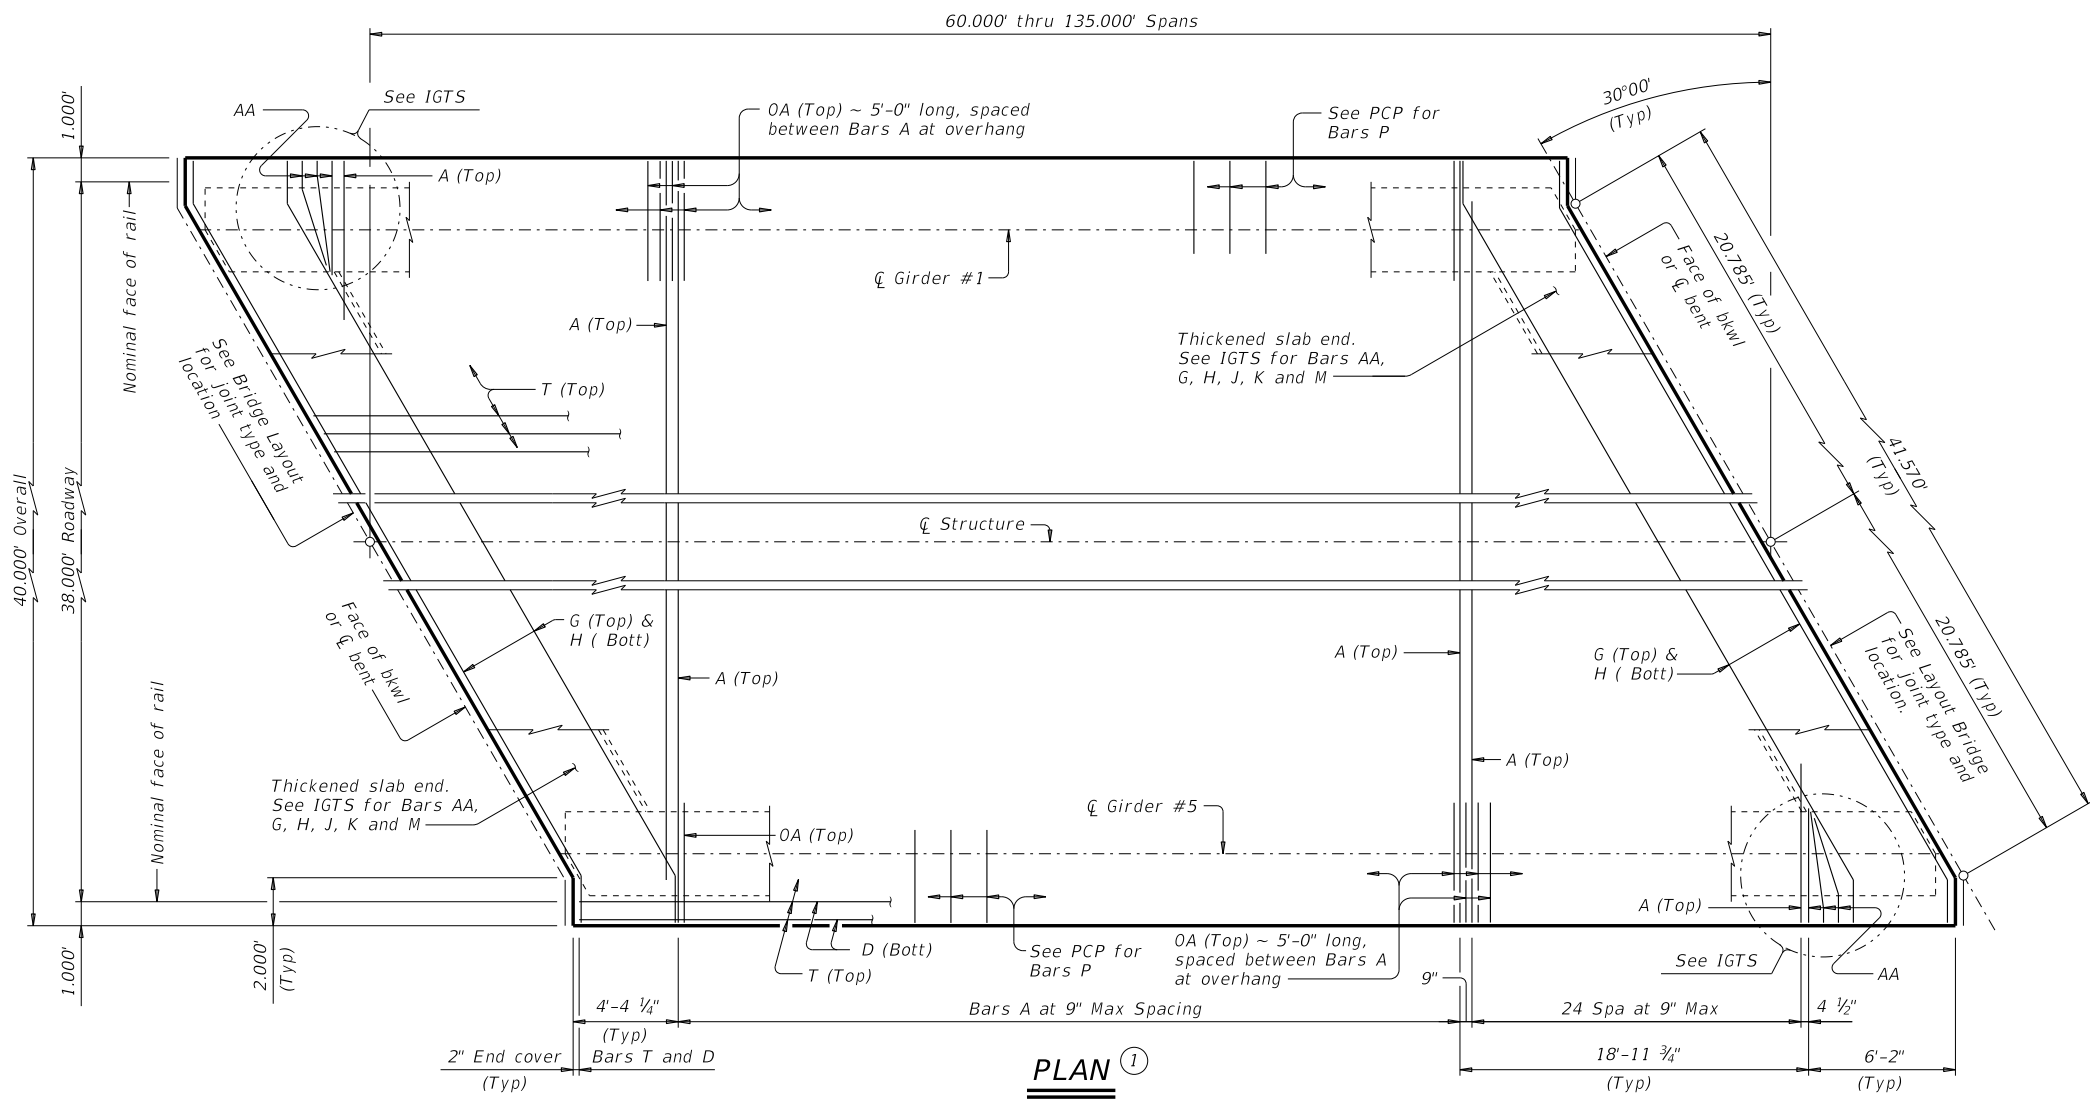 60.000' thru 135.000' Spans
1.000'
AA
See IGTS
OA (Top) ~ 5'-0" long, spaced
between Bars A at overhang
See PCP for
Bars P
30°00'
(Typ)
A (Top)
Nominal face of rail
℄ Girder #1
A (Top)
Thickened slab end.
See IGTS for Bars AA,
G, H, J, K and M
Face of bkwl
or ℄ bent
20.785' (Typ)
41.570'
(Typ)
See Bridge Layout
for joint type and
location
T (Top)
40.000' Overall
38.000' Roadway
℄ Structure
Face of bkwl
or ℄ bent
G (Top) &
H ( Bott)
A (Top)
A (Top)
G (Top) &
H ( Bott)
See Layout Bridge
for joint type and
location.
20.785' (Typ)
Nominal face of rail
Thickened slab end.
See IGTS for Bars AA,
G, H, J, K and M
OA (Top)
℄ Girder #5
A (Top)
A (Top)
D (Bott)
T (Top)
See PCP for
Bars P
OA (Top) ~ 5'-0" long,
spaced between Bars A
at overhang
See IGTS
AA
1.000'
2.000'
(Typ)
9"
4'-4 ¼"
(Typ)
Bars A at 9" Max Spacing
24 Spa at 9" Max
4 ½"
2" End cover
(Typ)
Bars T and D
18'-11 ¾"
(Typ)
6'-2"
(Typ)
PLAN 1